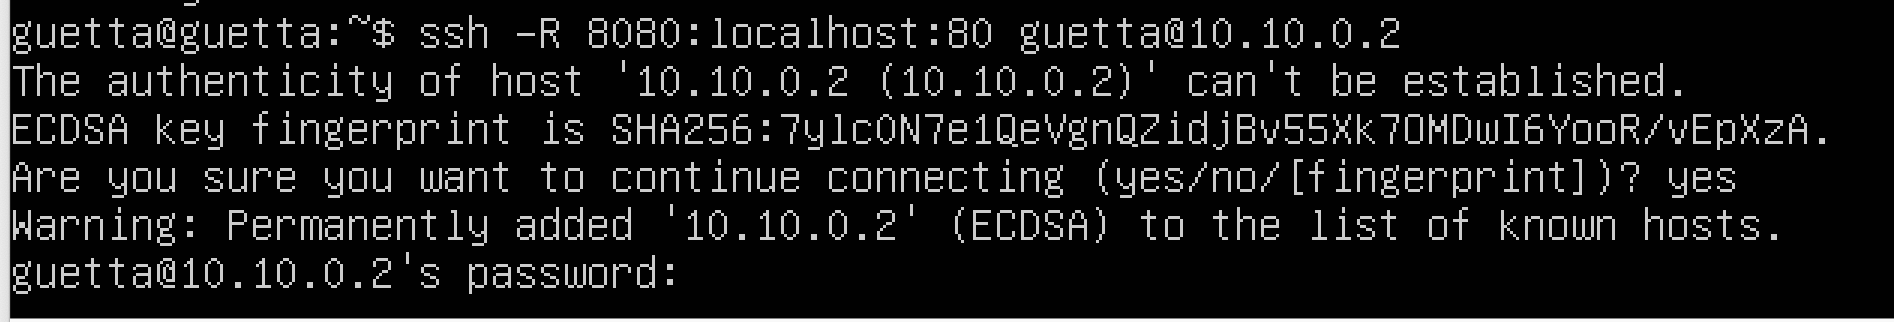 guetta@guetta:~$ ssh -R 8080:localhost:80 guetta@10.10.0.2
The authenticity of host '10.10.0.2 (10.10.0.2)' can't be established.
ECDSA key fingerprint is SHA256:7ylcON7e1QeVgnQZidjBv55Xk7OMDwI6YooR/vEpXzA.
Are you sure you want to continue connecting (yes/no/[fingerprint])? yes
Warning: Permanently added '10.10.0.2' (ECDSA) to the list of known hosts.
guetta@10.10.0.2's password: